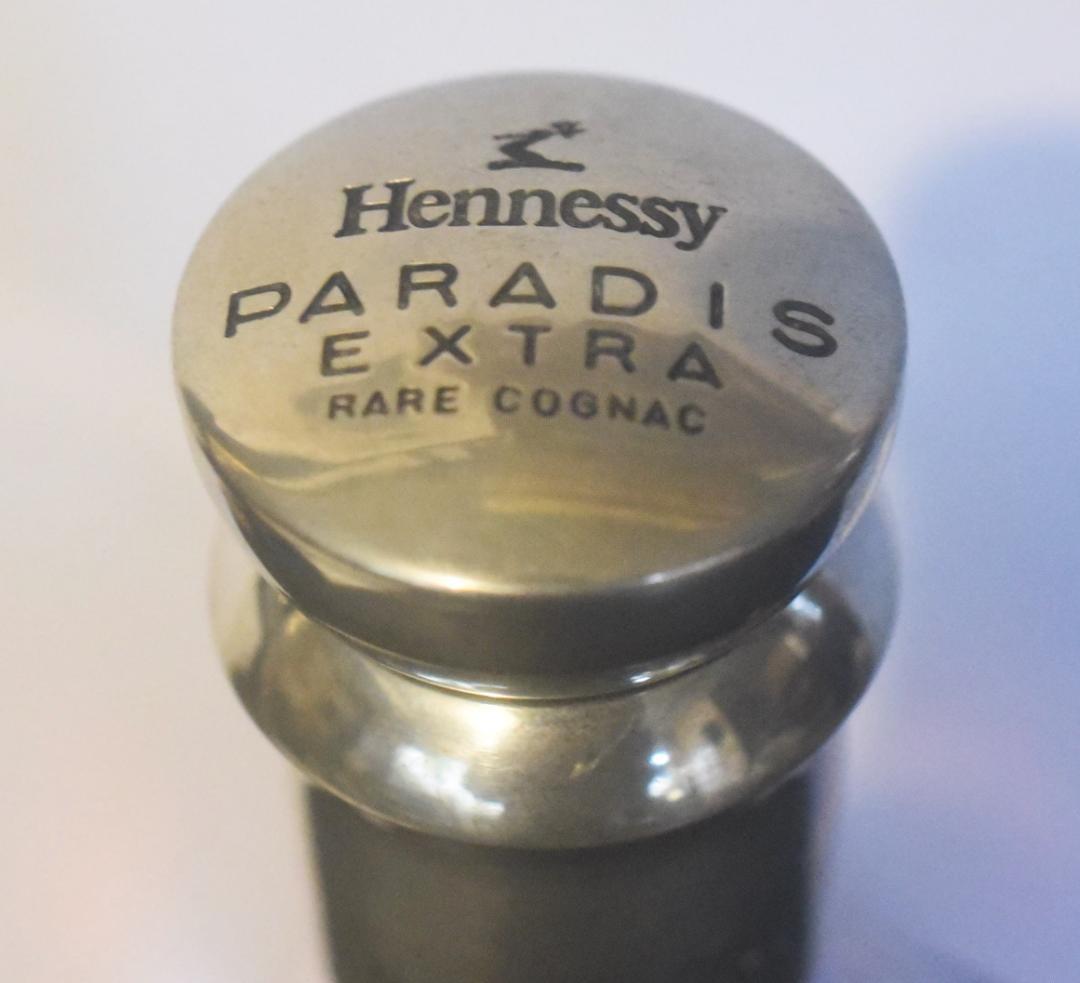 Hennessy
PARADIS
EXTRA
RARE COGNAC